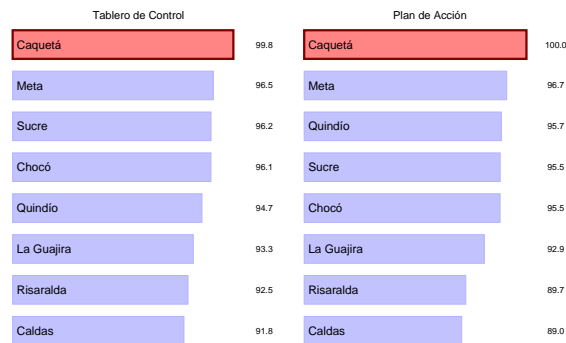 Tablero de Control
Caquetá 99.8
Meta 96.5
Sucre 96.2
Chocó 96.1
Quindío 94.7
La Guajira 93.3
Risaralda 92.5
Caldas 91.8
Plan de Acción
Caquetá 100.0
Meta 96.7
Quindío 95.7
Sucre 95.5
Chocó 95.5
La Guajira 92.9
Risaralda 89.7
Caldas 89.0